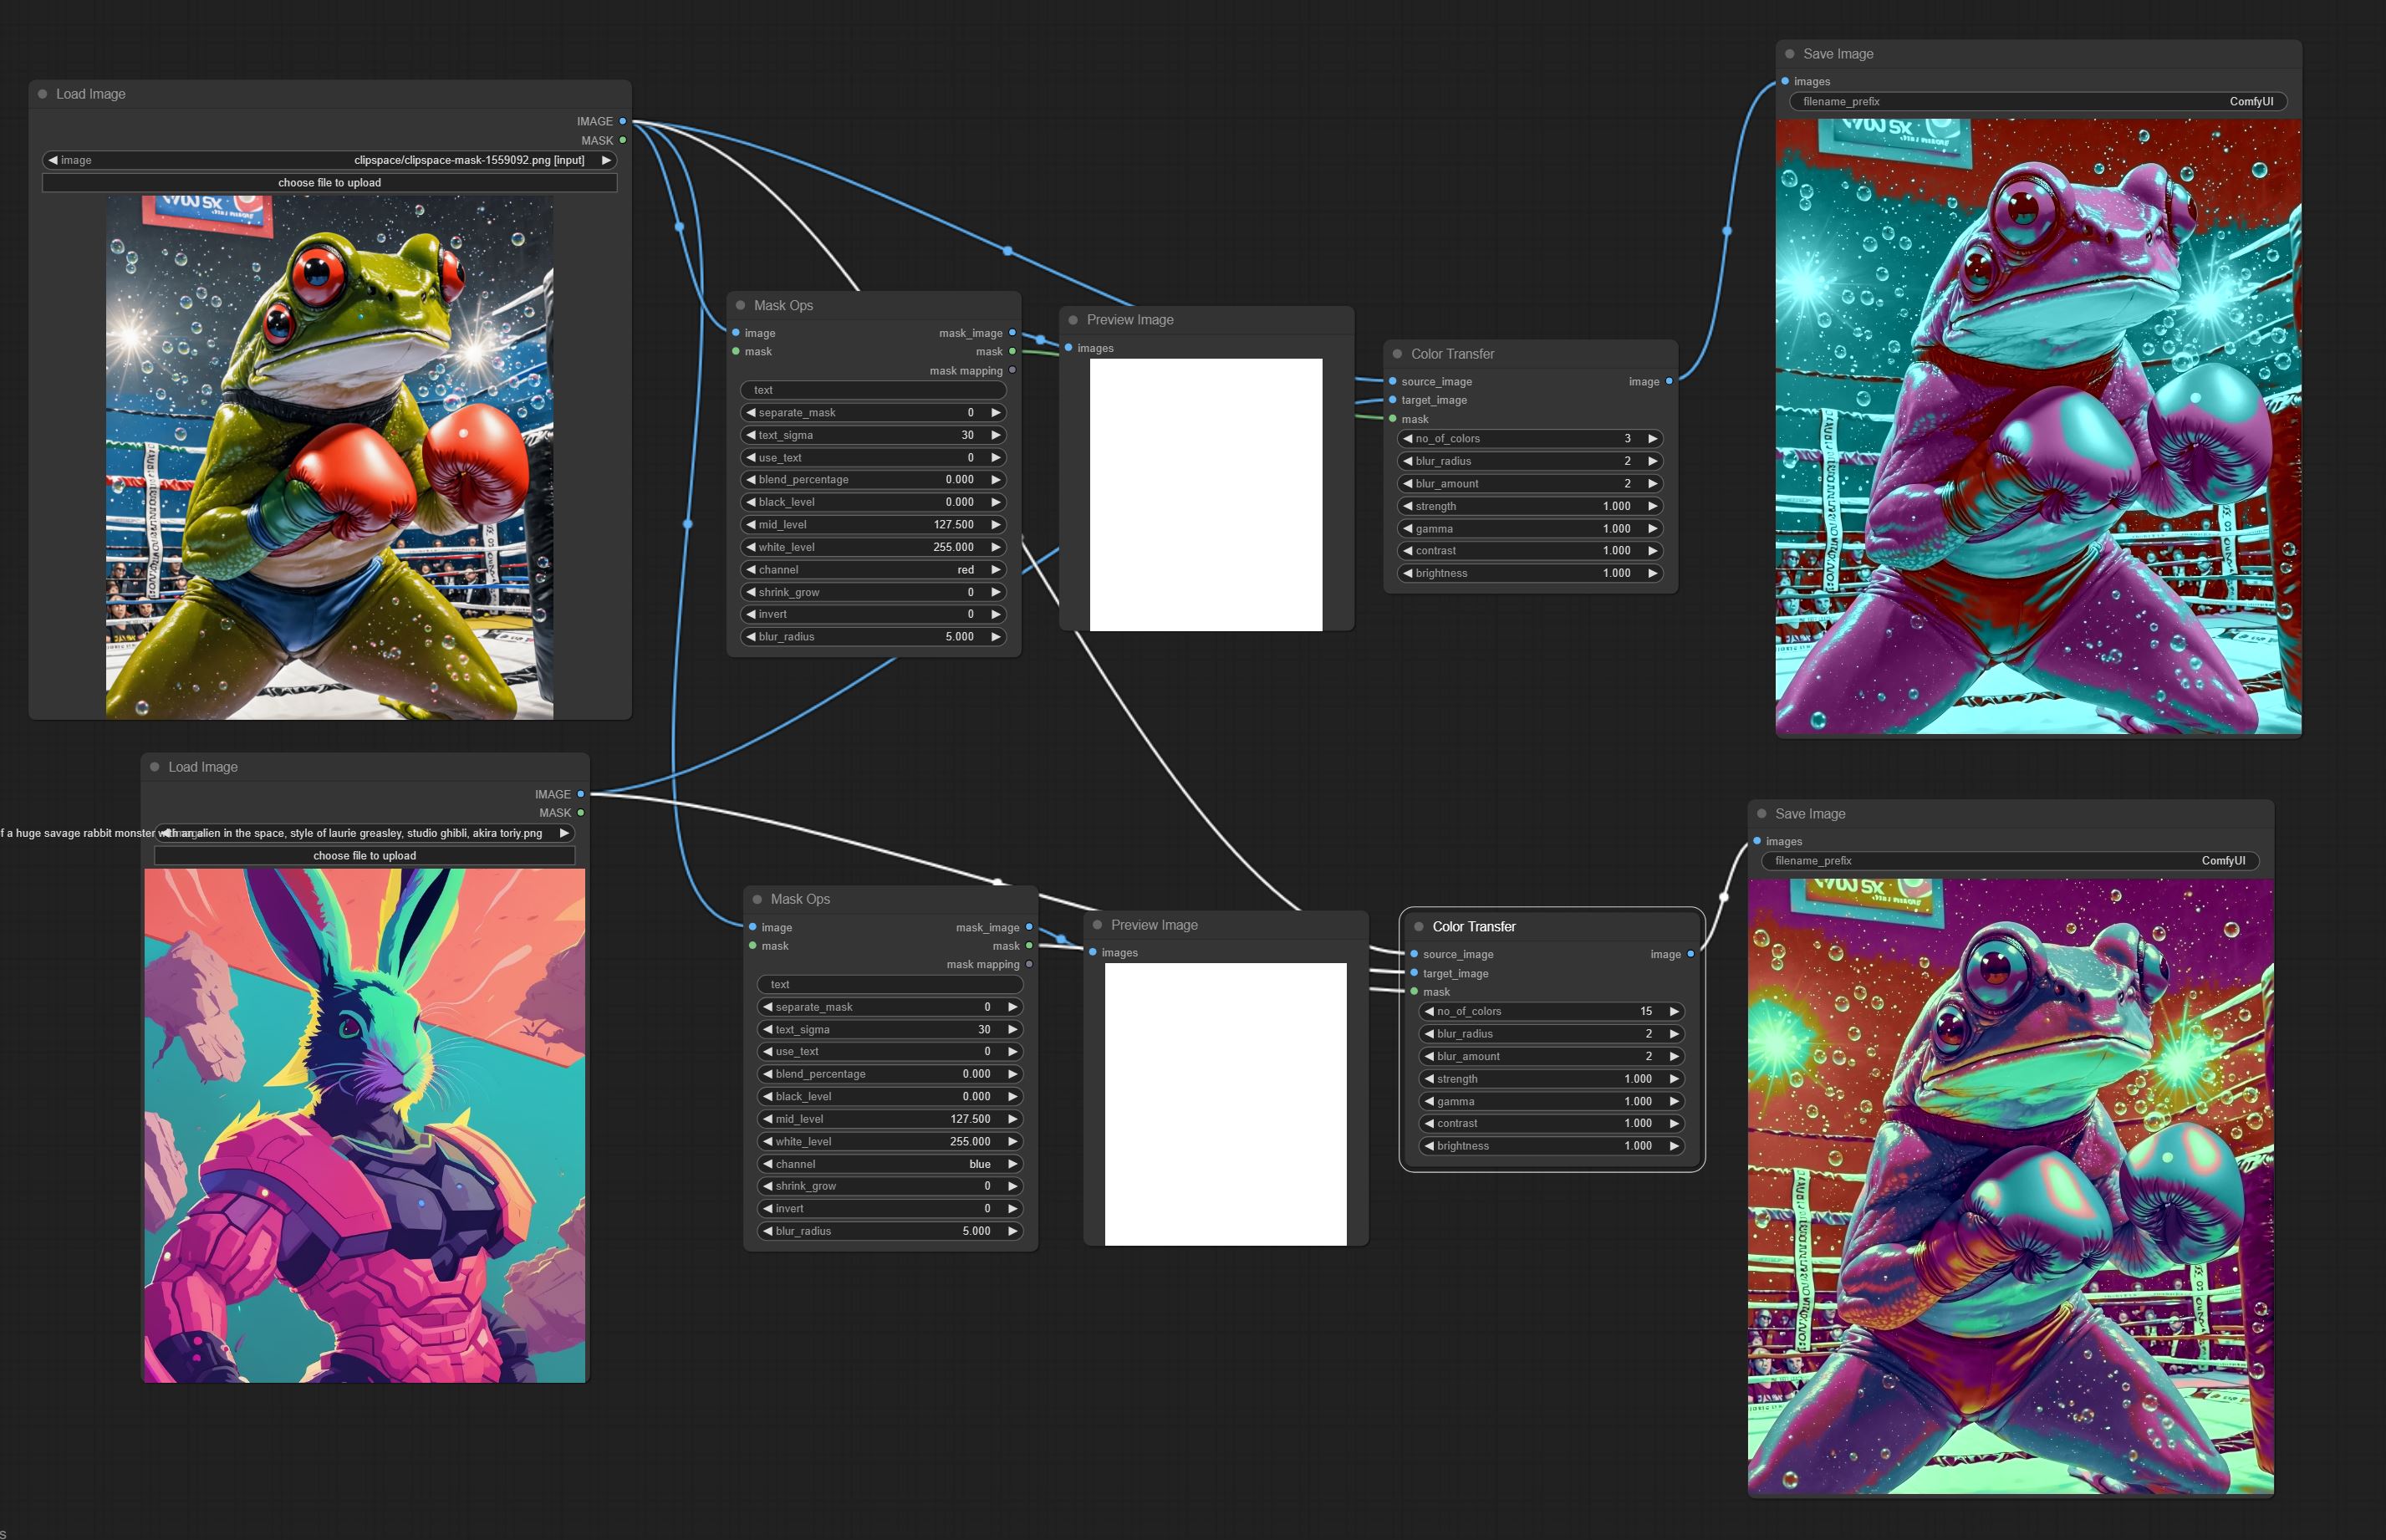 Load Image
IMAGE
MASK
image clipspace/clipspace-mask-1559092.png [input]
choose file to upload
Mask Ops
image mask_image
mask mask
mask mapping
text
separate_mask 0
text_sigma 30
use_text 0
blend_percentage 0.000
black_level 0.000
mid_level 127.500
white_level 255.000
channel red
shrink_grow 0
invert 0
blur_radius 5.000
Preview Image
images
Color Transfer
source_image image
target_image
mask
no_of_colors 3
blur_radius 2
blur_amount 2
strength 1.000
gamma 1.000
contrast 1.000
brightness 1.000
Save Image
images
filename_prefix ComfyUI
Load Image
IMAGE
MASK
f a huge savage rabbit monster with an alien in the space, style of laurie greasley, studio ghibli, akira toriy.png
choose file to upload
Mask Ops
image mask_image
mask mask
mask mapping
text
separate_mask 0
text_sigma 30
use_text 0
blend_percentage 0.000
black_level 0.000
mid_level 127.500
white_level 255.000
channel blue
shrink_grow 0
invert 0
blur_radius 5.000
Preview Image
images
Color Transfer
source_image image
target_image
mask
no_of_colors 15
blur_radius 2
blur_amount 2
strength 1.000
gamma 1.000
contrast 1.000
brightness 1.000
Save Image
images
filename_prefix ComfyUI